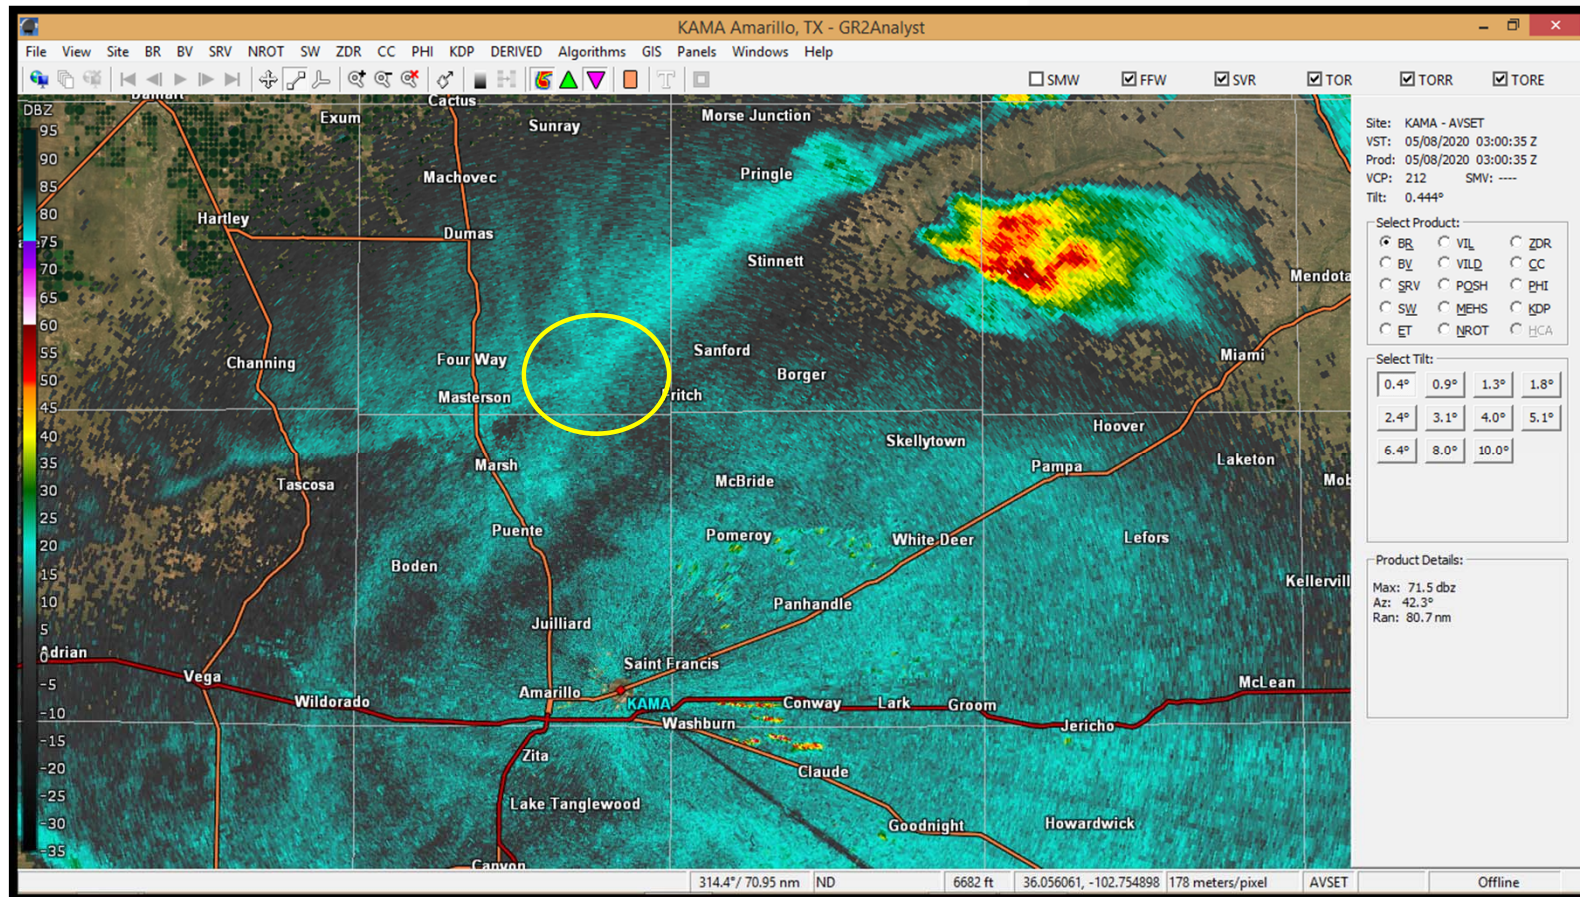 KAMA Amarillo, TX - GR2Analyst
File View Site BR BV SRV NROT SW ZDR CC PHI KDP DERIVED Algorithms GIS Panels Windows Help
SMW FFW SVR TOR TORR TORE
DBZ
95
90
85
80
75
70
65
60
55
50
45
40
35
30
25
20
15
10
5
0
-5
-10
-15
-20
-25
-30
-35
Cactus
Exum
Sunray
Morse Junction
Machovec
Pringle
Hartley
Dumas
Stinnett
Mendota
Channing
Four Way
Sanford
Miami
Borger
Masterson
Fritch
Hoover
Skellytown
Marsh
Pampa
Laketon
Tascosa
McBride
Puente
Pomeroy
White Deer
Lefors
Boden
Kellervill
Panhandle
Juilliard
Adrian
Saint Francis
Vega
Amarillo
McLean
Wildorado
KAMA
Conway
Lark
Groom
Washburn
Jericho
Zita
Claude
Lake Tanglewood
Goodnight
Howardwick
Canyon
Site: KAMA - AVSET
VST: 05/08/2020 03:00:35 Z
Prod: 05/08/2020 03:00:35 Z
VCP: 212 SMV: ----
Tilt: 0.444°
Select Product:
BR VIL ZDR
BV VILD CC
SRV POSH PHI
SW MEHS KDP
ET NROT HCA
Select Tilt:
0.4° 0.9° 1.3° 1.8°
2.4° 3.1° 4.0° 5.1°
6.4° 8.0° 10.0°
Product Details:
Max: 71.5 dbz
Az: 42.3°
Ran: 80.7 nm
314.4°/ 70.95 nm ND 6682 ft 36.056061, -102.754898 178 meters/pixel AVSET Offline